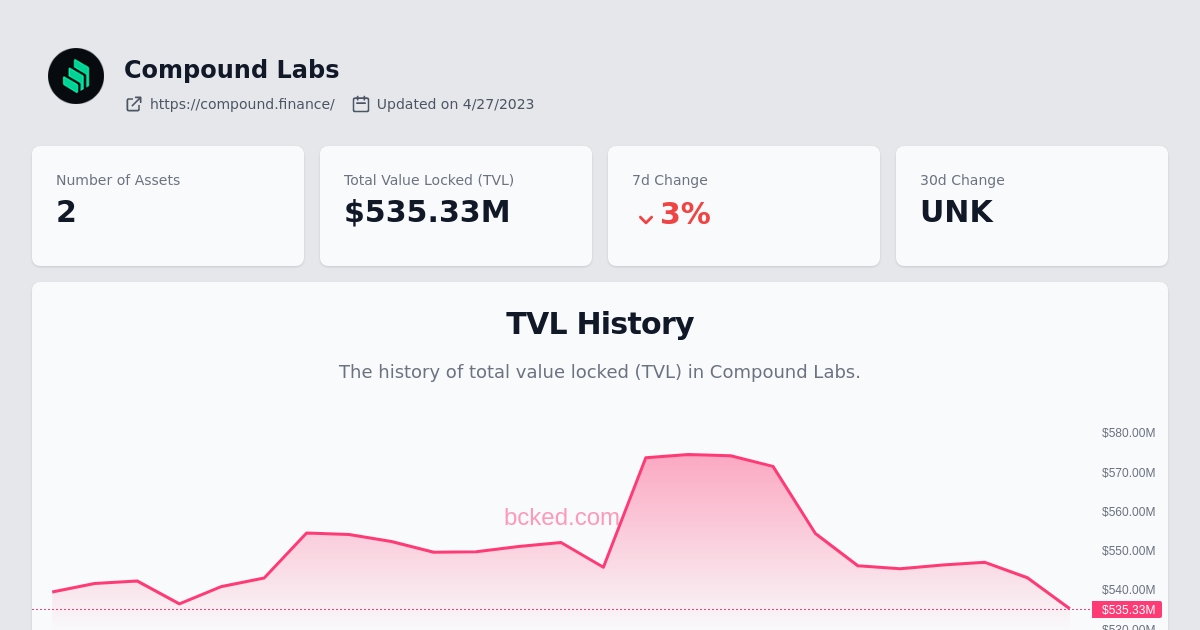 Compound Labs
https://compound.finance/ Updated on 4/27/2023
Number of Assets
2
Total Value Locked (TVL)
$535.33M
7d Change
3%
30d Change
UNK
TVL History
The history of total value locked (TVL) in Compound Labs.
$580.00M
$570.00M
bcked.com
$560.00M
$550.00M
$540.00M
$535.33M
$530.00M